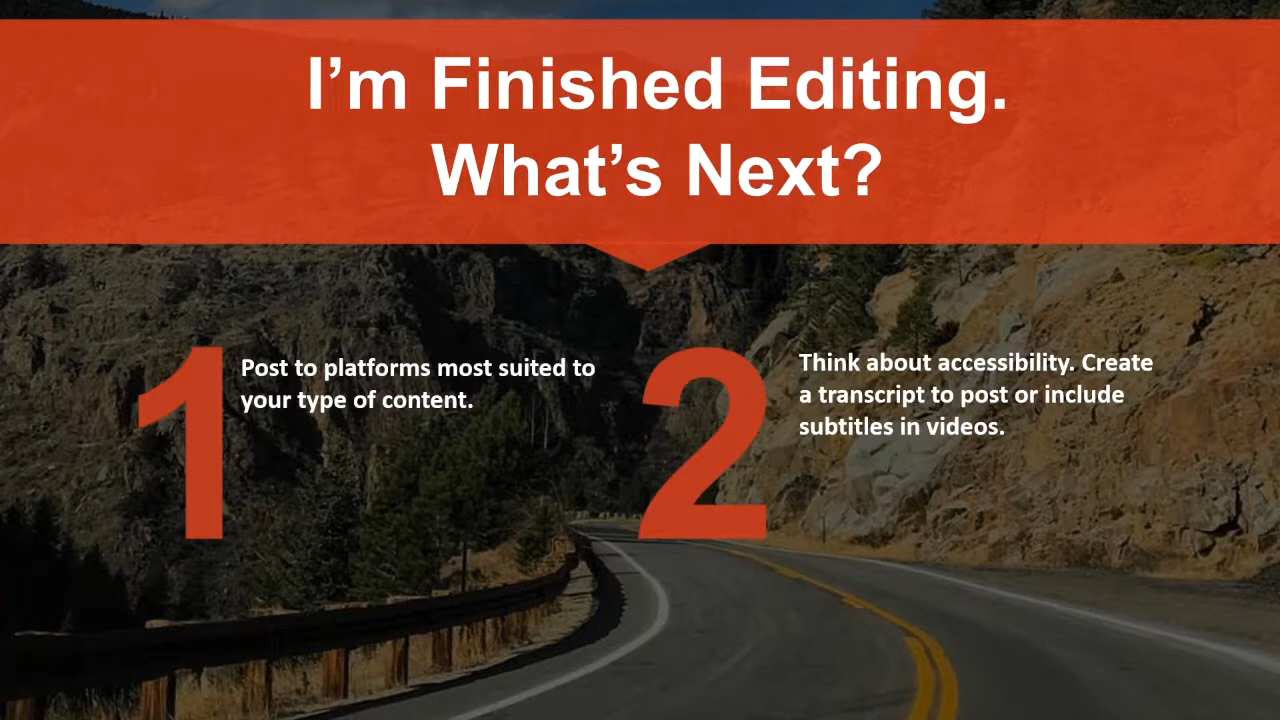 I’m Finished Editing.
What’s Next?
1
Post to platforms most suited to
your type of content.
2
Think about accessibility. Create
a transcript to post or include
subtitles in videos.